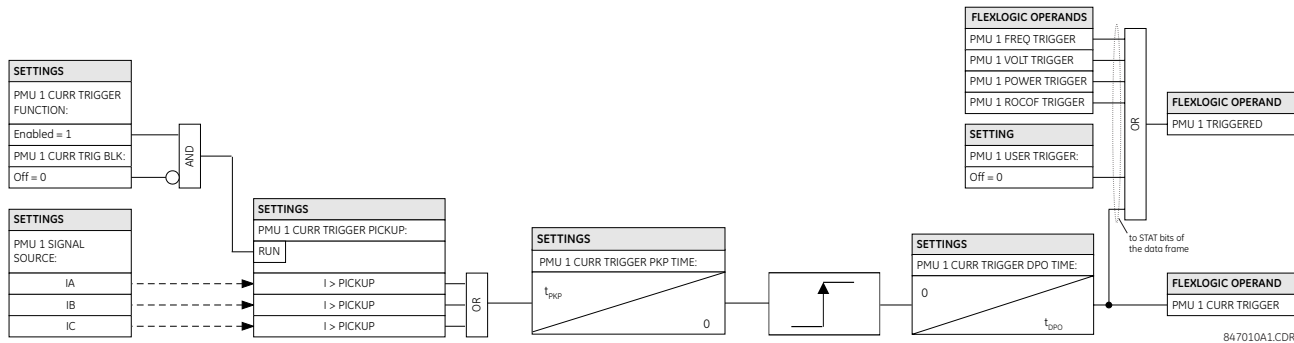 SETTINGS
PMU 1 CURR TRIGGER
FUNCTION:
Enabled = 1
PMU 1 CURR TRIG BLK:
Off = 0
AND
SETTINGS
PMU 1 SIGNAL
SOURCE:
IA
IB
IC
SETTINGS
PMU 1 CURR TRIGGER PICKUP:
RUN
I > PICKUP
I > PICKUP
I > PICKUP
OR
SETTINGS
PMU 1 CURR TRIGGER PKP TIME:
tPKP
0
SETTINGS
PMU 1 CURR TRIGGER DPO TIME:
0
tDPO
FLEXLOGIC OPERANDS
PMU 1 FREQ TRIGGER
PMU 1 VOLT TRIGGER
PMU 1 POWER TRIGGER
PMU 1 ROCOF TRIGGER
SETTING
PMU 1 USER TRIGGER:
Off = 0
OR
to STAT bits of
the data frame
FLEXLOGIC OPERAND
PMU 1 TRIGGERED
FLEXLOGIC OPERAND
PMU 1 CURR TRIGGER
847010A1.CDR